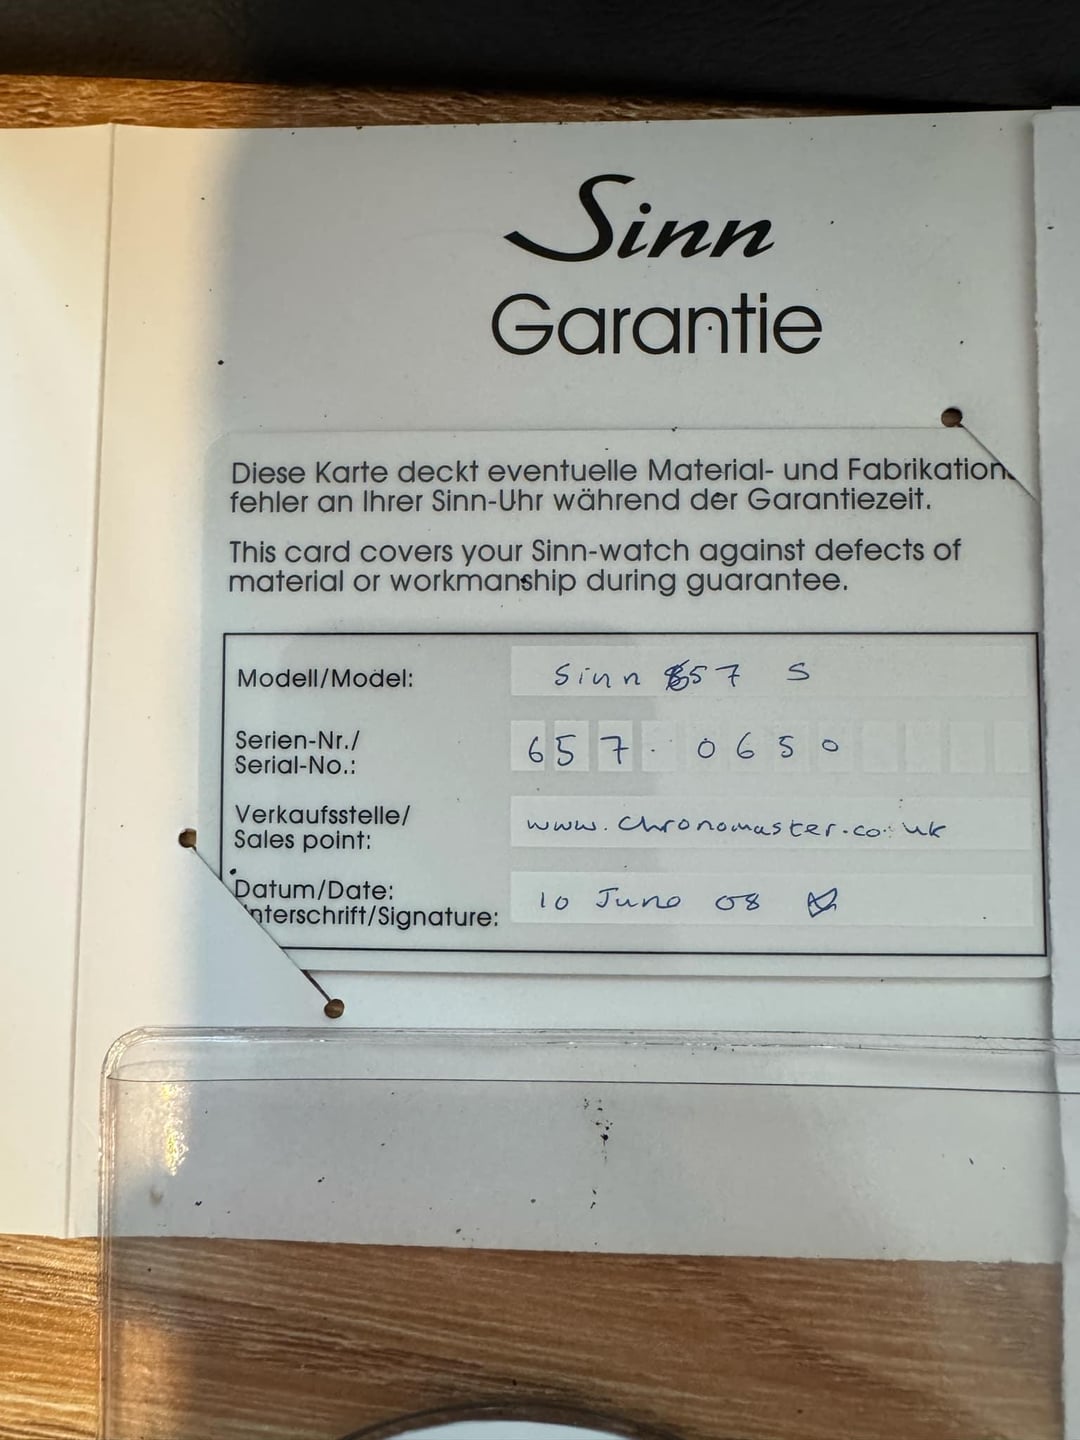 Sinn
Garantie
Diese Karte deckt eventuelle Material- und Fabrikation
fehler an Ihrer Sinn-Uhr während der Garantiezeit.
This card covers your Sinn-watch against defects of
material or workmanship during guarantee.
Modell/Model: Sinn 657 S
Serien-Nr./
Serial-No.: 657. 0650
Verkaufsstelle/
Sales point: www.chronomaster.co.uk
Datum/Date: 10 June 08
nterschrift/Signature: